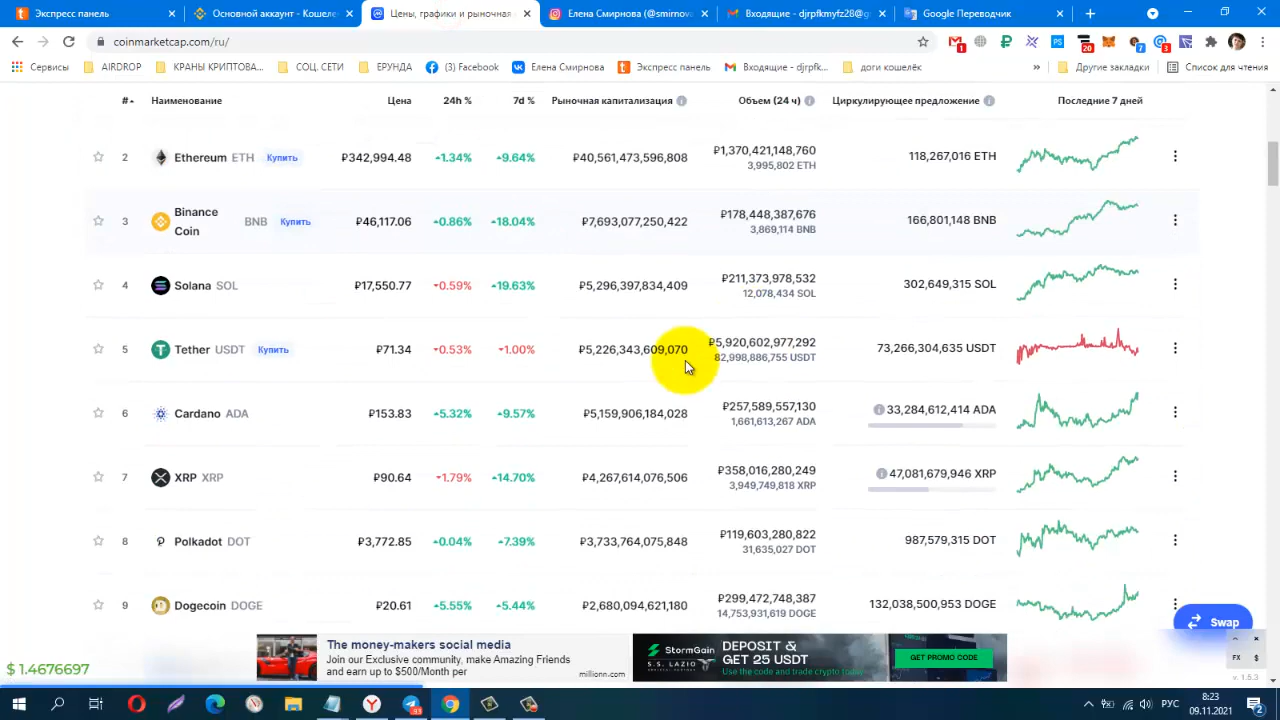 Экспресс панель
Основной аккаунт - Кошеле
Цены, графики и рыночная
Елена Смирнова (@smirnov
Входящие - djrpfkmyfz28@g
Google Переводчик
coinmarketcap.com/ru/
Сервисы AIRDROP КРАНЫ КРИПТОВА... СОЦ. СЕТИ ЕРУНДА (3) Facebook Елена Смирнова Экспресс панель Входящие - djrpfk... доги кошелёк » Другие закладки Список для чтения
# Наименование Цена 24h % 7d % Рыночная капитализация Объем (24 ч) Циркулирующее предложение Последние 7 дней
2 Ethereum ETH Купить ₽342,994.48 1.34% 9.64% ₽40,561,473,596,808 ₽1,370,421,148,760 118,267,016 ETH
3,995,802 ETH
3 Binance Coin BNB Купить ₽46,117.06 0.86% 18.04% ₽7,693,077,250,422 ₽178,448,387,676 166,801,148 BNB
3,869,114 BNB
4 Solana SOL ₽17,550.77 0.59% 19.63% ₽5,296,397,834,409 ₽211,373,978,532 302,649,315 SOL
12,078,434 SOL
5 Tether USDT Купить ₽71.34 0.53% 1.00% ₽5,226,343,609,070 ₽5,920,602,977,292 73,266,304,635 USDT
82,998,886,755 USDT
6 Cardano ADA ₽153.83 5.32% 9.57% ₽5,159,906,184,028 ₽257,589,557,130 33,284,612,414 ADA
1,661,613,267 ADA
7 XRP XRP ₽90.64 1.79% 14.70% ₽4,267,614,076,506 ₽358,016,280,249 47,081,679,946 XRP
3,949,749,818 XRP
8 Polkadot DOT ₽3,772.85 0.04% 7.39% ₽3,733,764,075,848 ₽119,603,280,822 987,579,315 DOT
31,635,027 DOT
9 Dogecoin DOGE ₽20.61 5.55% 5.44% ₽2,680,094,621,180 ₽299,472,748,387 132,038,500,953 DOGE
14,753,931,619 DOGE
Swap
The money-makers social media
Join our Exclusive community, make Amazing Friends
and earn up to $500/Month per
millionn.com
StormGain
S.S. LAZIO
DEPOSIT &
GET 25 USDT
Use the code and trade crypto today
GET PROMO CODE
$ 1.4676697
$
v. 1.5.3
РУС
8:23
09.11.2021